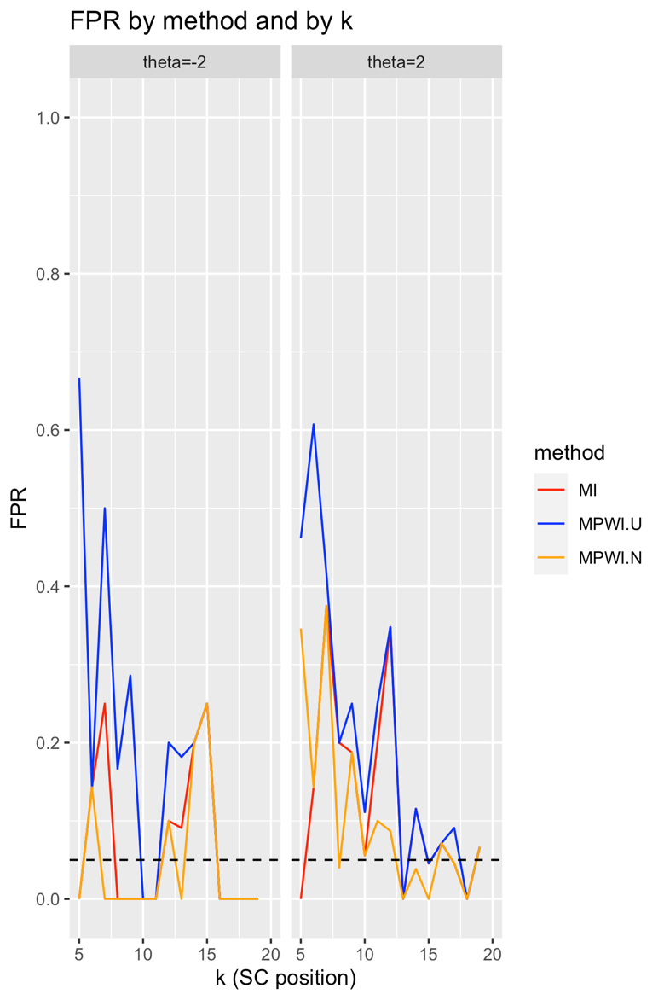 FPR by method and by k
theta=-2
theta=2
1.0
0.8
0.6
0.4
0.2
0.0
FPR
5 10 15 20
5 10 15 20
k (SC position)
method
MI
MPWI.U
MPWI.N